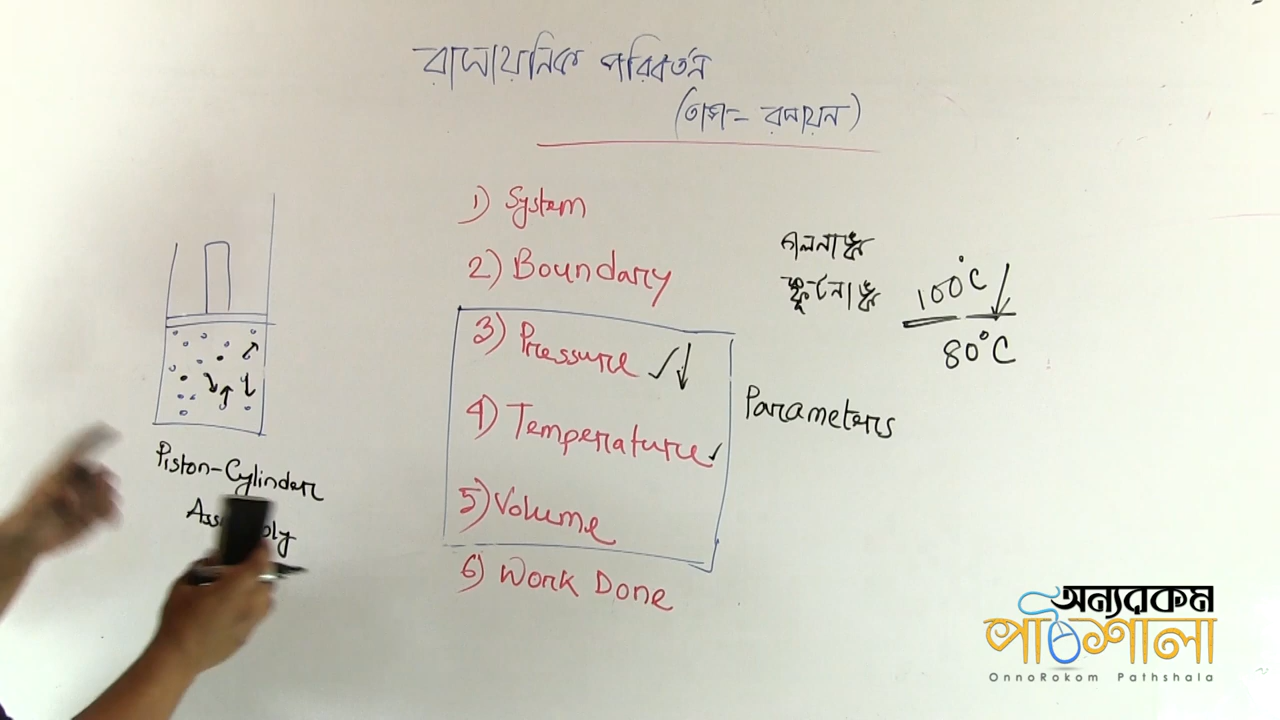 রাসায়নিক পরিবর্তন
(তাপ- রসায়ন)
1) System
2) Boundary
3) Pressure ✓↓
4) Temperature ✓
5) Volume
6) Work Done
Parameters
গলনাঙ্ক
স্ফুটনাঙ্ক
100°C ↓
80°C
Piston-Cylinder
Assembly
অন্যরকম
পাঠশালা
OnnoRokom Pathshala